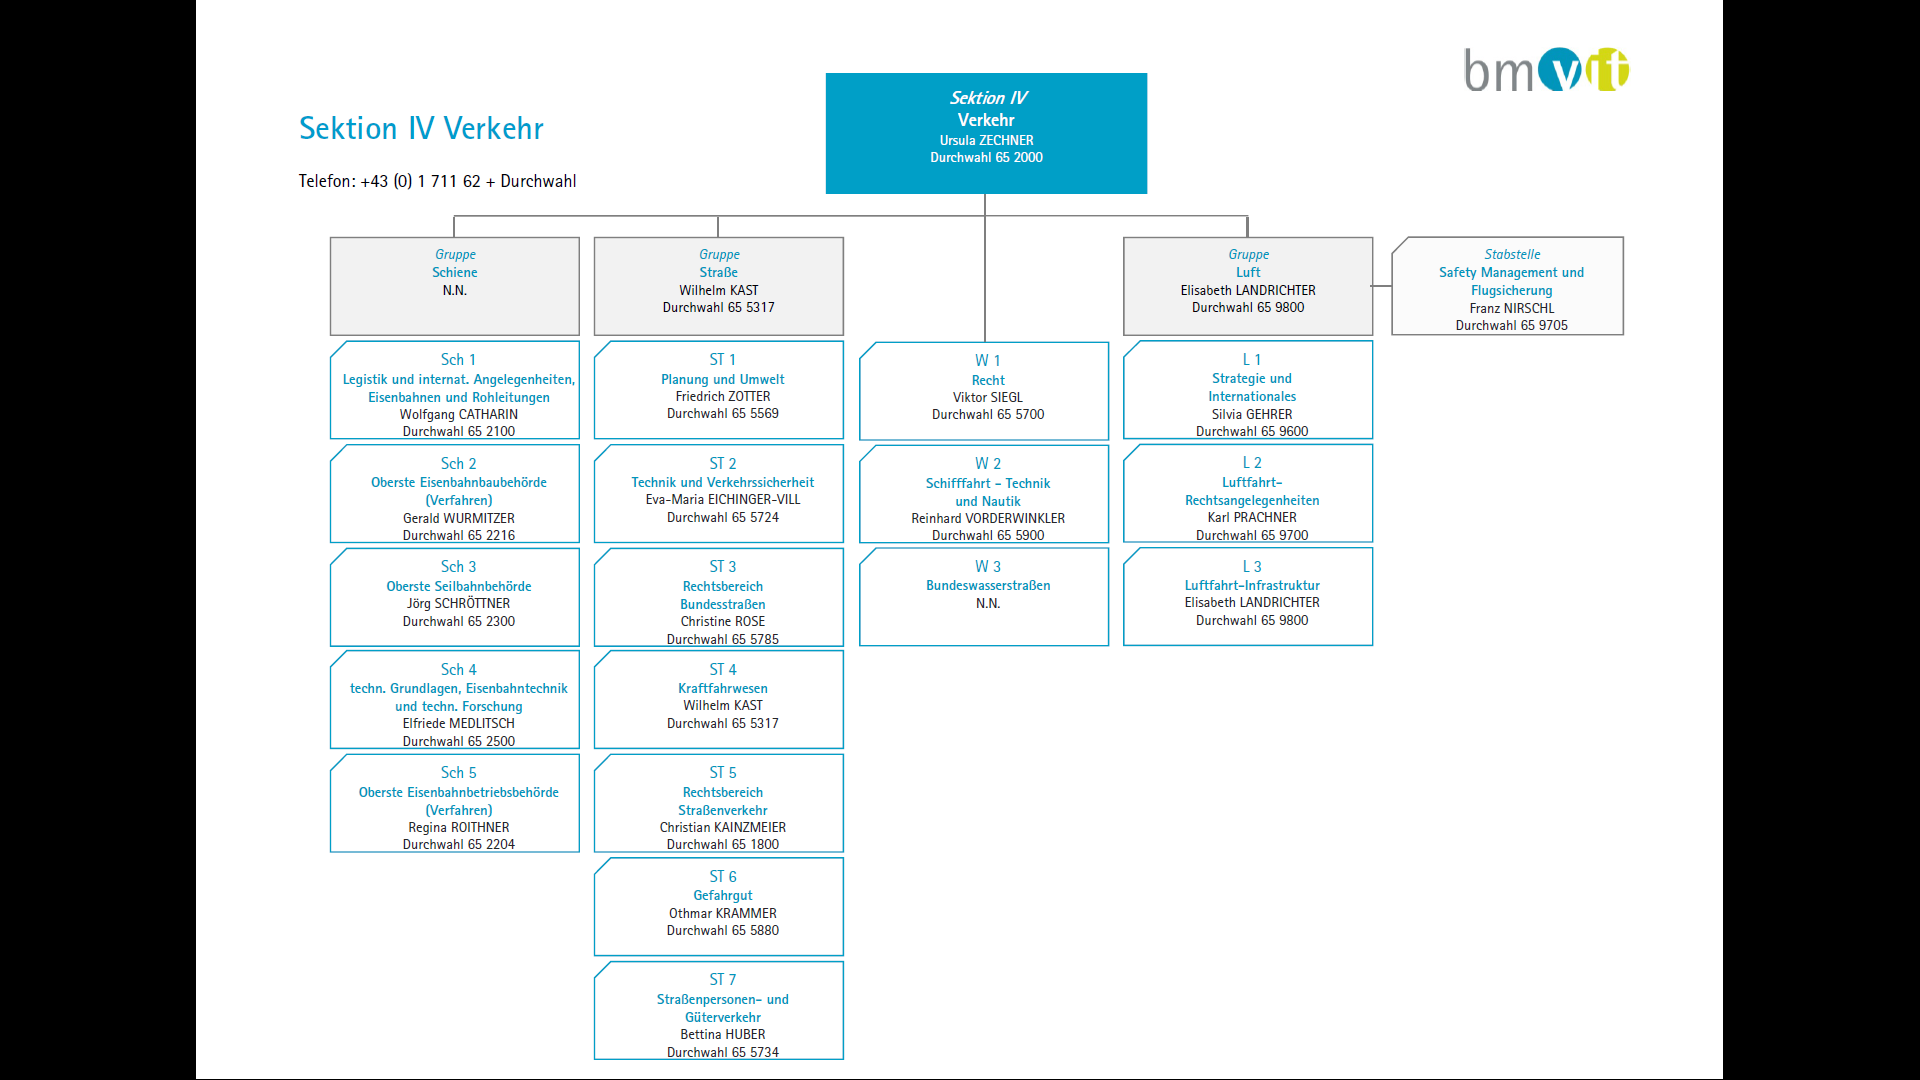 bmvit
Sektion IV Verkehr
Telefon: +43 (0) 1 711 62 + Durchwahl
Sektion IV
Verkehr
Ursula ZECHNER
Durchwahl 65 2000
Gruppe
Schiene
N.N.
Sch 1
Legistik und internat. Angelegenheiten,
Eisenbahnen und Rohleitungen
Wolfgang CATHARIN
Durchwahl 65 2100
Sch 2
Oberste Eisenbahnbaubehörde
(Verfahren)
Gerald WURMITZER
Durchwahl 65 2216
Sch 3
Oberste Seilbahnbehörde
Jörg SCHRÖTTNER
Durchwahl 65 2300
Sch 4
techn. Grundlagen, Eisenbahntechnik
und techn. Forschung
Elfriede MEDLITSCH
Durchwahl 65 2500
Sch 5
Oberste Eisenbahnbetriebsbehörde
(Verfahren)
Regina ROITHNER
Durchwahl 65 2204
Gruppe
Straße
Wilhelm KAST
Durchwahl 65 5317
ST 1
Planung und Umwelt
Friedrich ZOTTER
Durchwahl 65 5569
ST 2
Technik und Verkehrssicherheit
Eva-Maria EICHINGER-VILL
Durchwahl 65 5724
ST 3
Rechtsbereich
Bundesstraßen
Christine ROSE
Durchwahl 65 5785
ST 4
Kraftfahrwesen
Wilhelm KAST
Durchwahl 65 5317
ST 5
Rechtsbereich
Straßenverkehr
Christian KAINZMEIER
Durchwahl 65 1800
ST 6
Gefahrgut
Othmar KRAMMER
Durchwahl 65 5880
ST 7
Straßenpersonen- und
Güterverkehr
Bettina HUBER
Durchwahl 65 5734
W 1
Recht
Viktor SIEGL
Durchwahl 65 5700
W 2
Schifffahrt - Technik
und Nautik
Reinhard VORDERWINKLER
Durchwahl 65 5900
W 3
Bundeswasserstraßen
N.N.
Gruppe
Luft
Elisabeth LANDRICHTER
Durchwahl 65 9800
L 1
Strategie und
Internationales
Silvia GEHRER
Durchwahl 65 9600
L 2
Luftfahrt-
Rechtsangelegenheiten
Karl PRACHNER
Durchwahl 65 9700
L 3
Luftfahrt-Infrastruktur
Elisabeth LANDRICHTER
Durchwahl 65 9800
Stabstelle
Safety Management und
Flugsicherung
Franz NIRSCHL
Durchwahl 65 9705